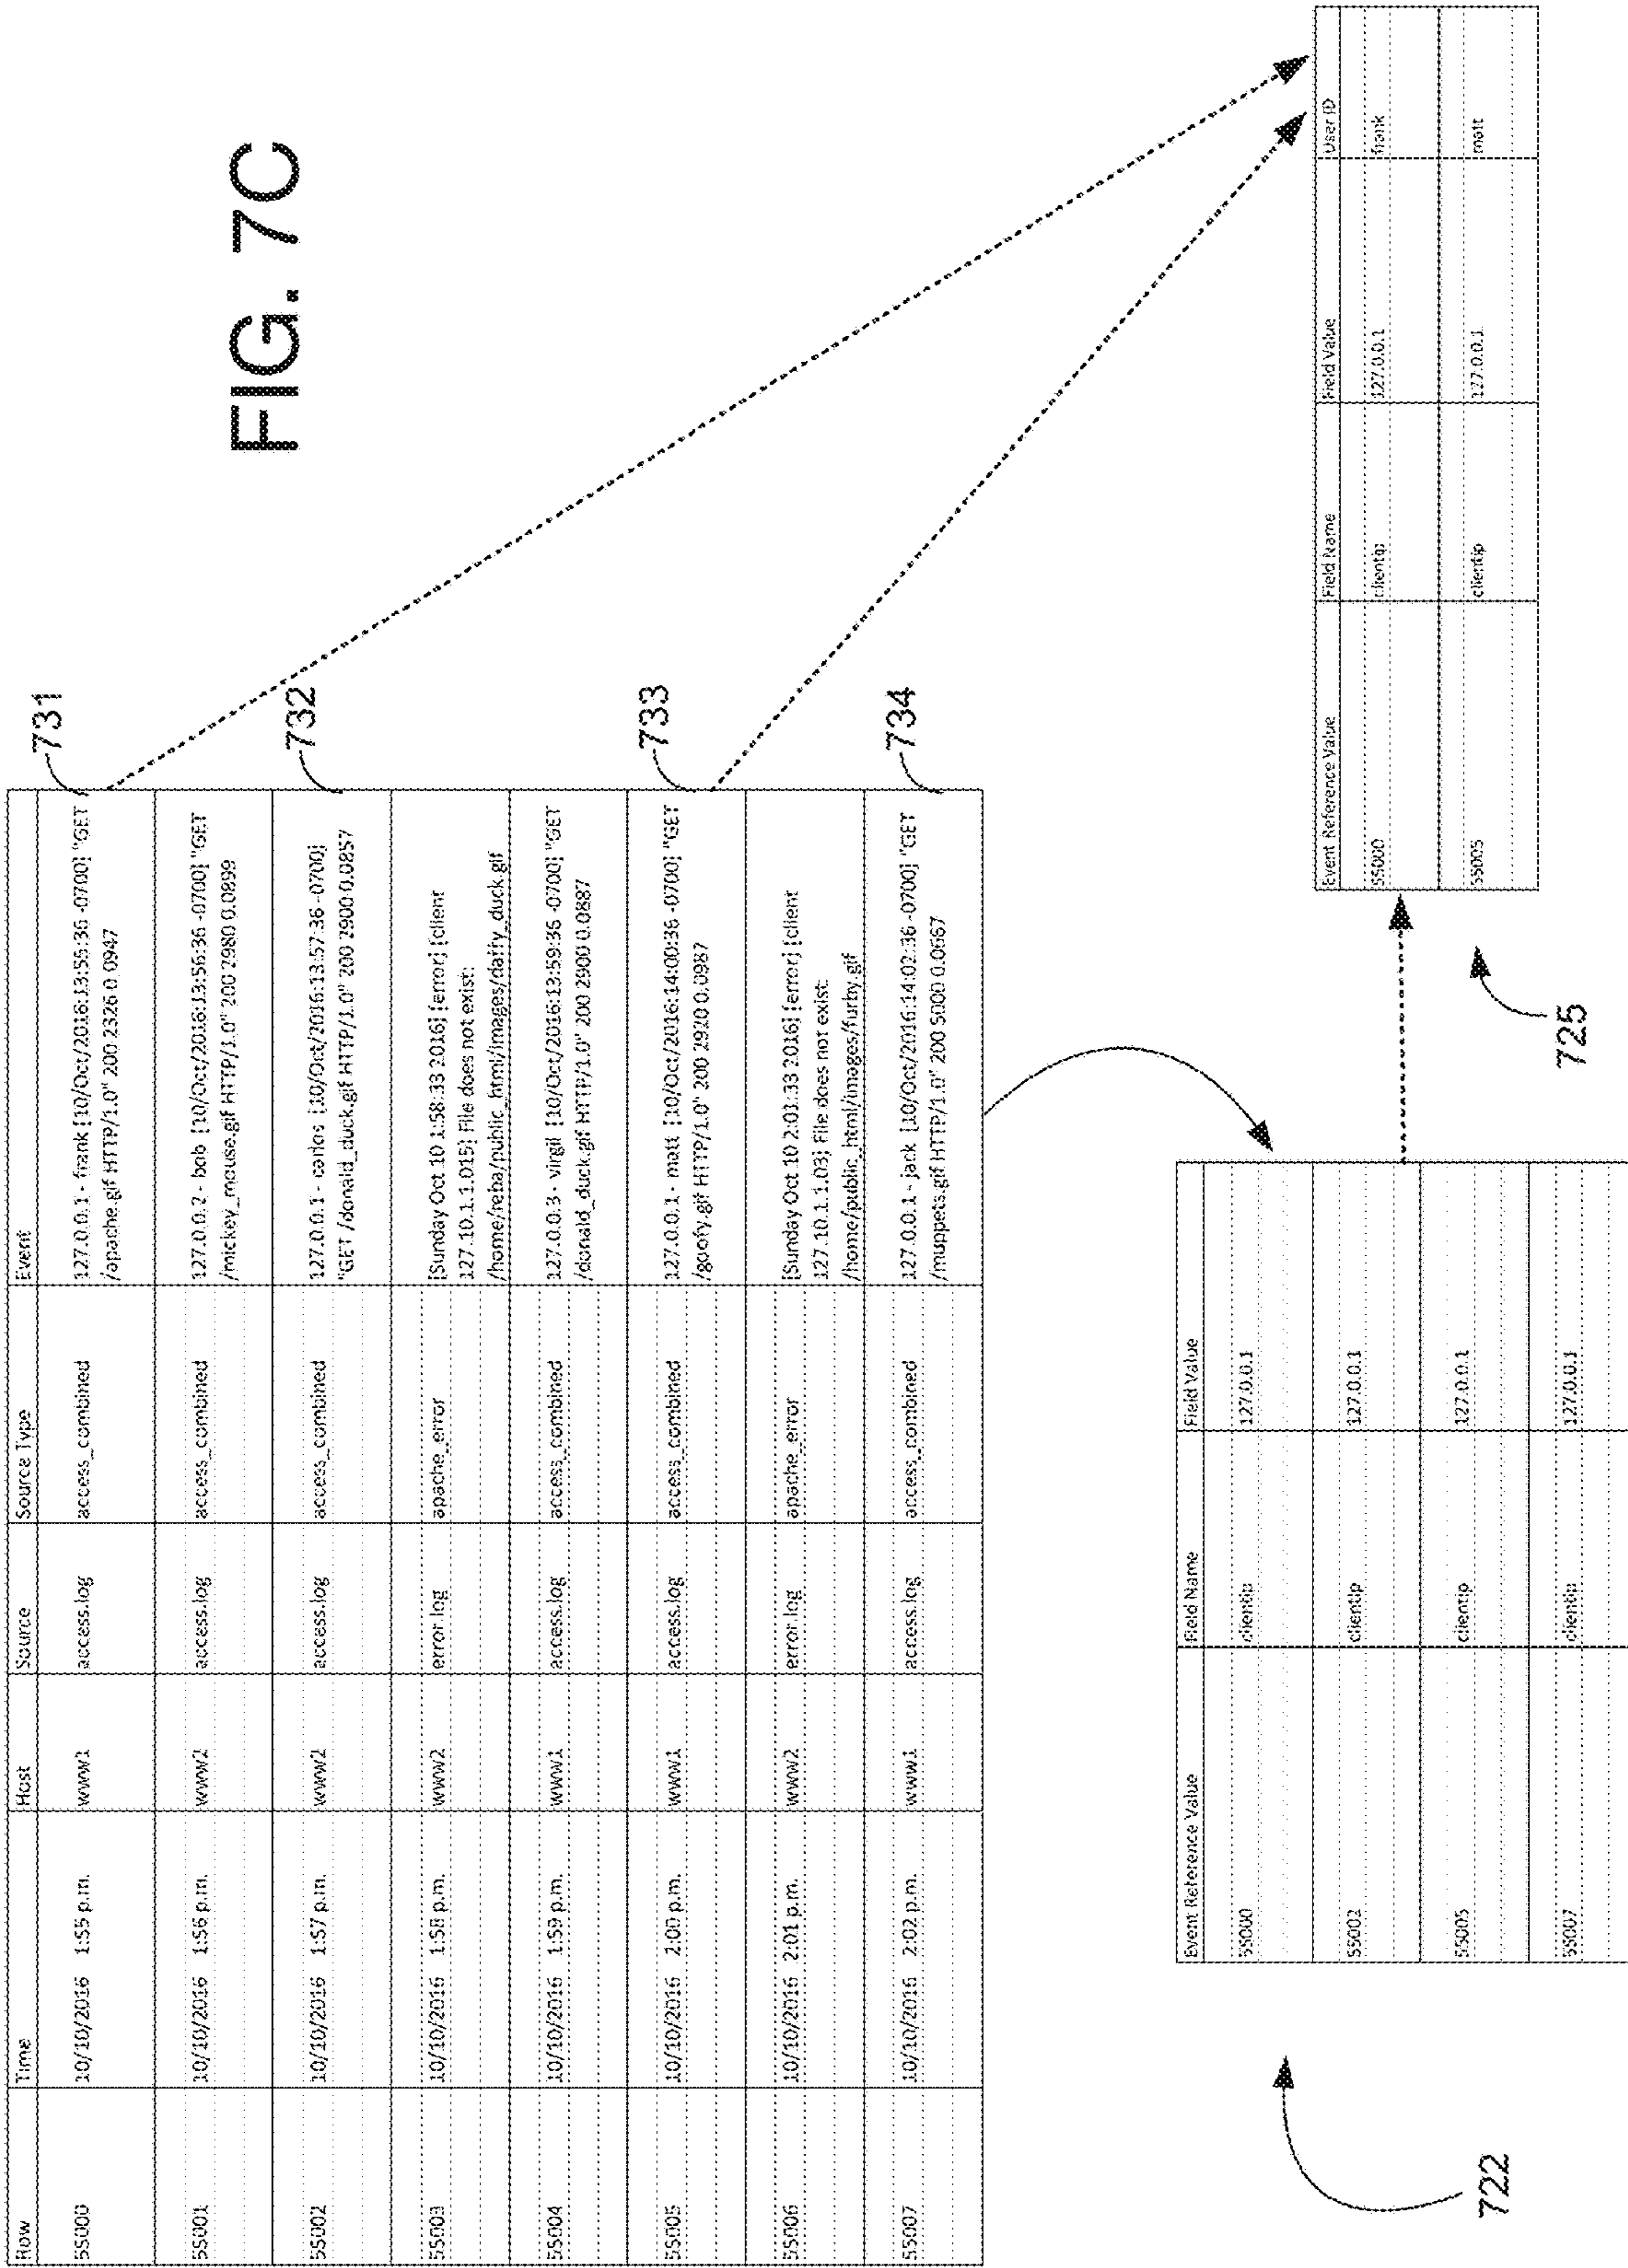 FIG. 7C
Row Time Host Source Source Type Event
55000 10/10/2016 1:55 p.m. www1 access.log access_combined 127.0.0.1 - frank [10/Oct/2016:13:55:36 -0700] "GET
/apache.gif HTTP/1.0" 200 2326 0.0947
731
55001 10/10/2016 1:56 p.m. www2 access.log access_combined 127.0.0.2 - bob [10/Oct/2016:13:56:36 -0700] "GET
/mickey_mouse.gif HTTP/1.0" 200 2980 0.0899
55002 10/10/2016 1:57 p.m. www2 access.log access_combined 127.0.0.1 - carlos [10/Oct/2016:13:57:36 -0700]
"GET /donald_duck.gif HTTP/1.0" 200 2900 0.0857
732
55003 10/10/2016 1:58 p.m. www2 error.log apache_error [Sunday Oct 10 1:58:33 2016] [error] [client
127.10.1.1.015] File does not exist:
/home/reba/public_html/images/daffy_duck.gif
55004 10/10/2016 1:59 p.m. www1 access.log access_combined 127.0.0.3 - virgil [10/Oct/2016:13:59:36 -0700] "GET
/donald_duck.gif HTTP/1.0" 200 2900 0.0887
55005 10/10/2016 2:00 p.m. www1 access.log access_combined 127.0.0.1 - matt [10/Oct/2016:14:00:36 -0700] "GET
/goofy.gif HTTP/1.0" 200 2920 0.0987
733
55006 10/10/2016 2:01 p.m. www2 error.log apache_error [Sunday Oct 10 2:01:33 2016] [error] [client
127.10.1.1.03] File does not exist:
/home/public_html/images/furby.gif
55007 10/10/2016 2:02 p.m. www1 access.log access_combined 127.0.0.1 - jack [10/Oct/2016:14:02:36 -0700] "GET
/muppets.gif HTTP/1.0" 200 5000 0.0667
734
722
Event Reference Value Field Name Field Value
55000 clientip 127.0.0.1
55002 clientip 127.0.0.1
55005 clientip 127.0.0.1
55007 clientip 127.0.0.1
725
Event Reference Value Field Name Field Value User ID
55000 clientip 127.0.0.1 frank
55005 clientip 127.0.0.1 matt